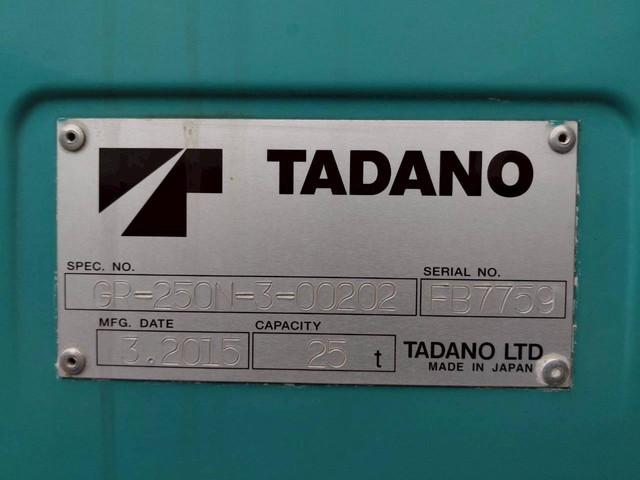 TADANO
SPEC. NO. SERIAL NO.
GR-250N-3-00202 FB7759
MFG. DATE CAPACITY
3.2015 25 t TADANO LTD
MADE IN JAPAN